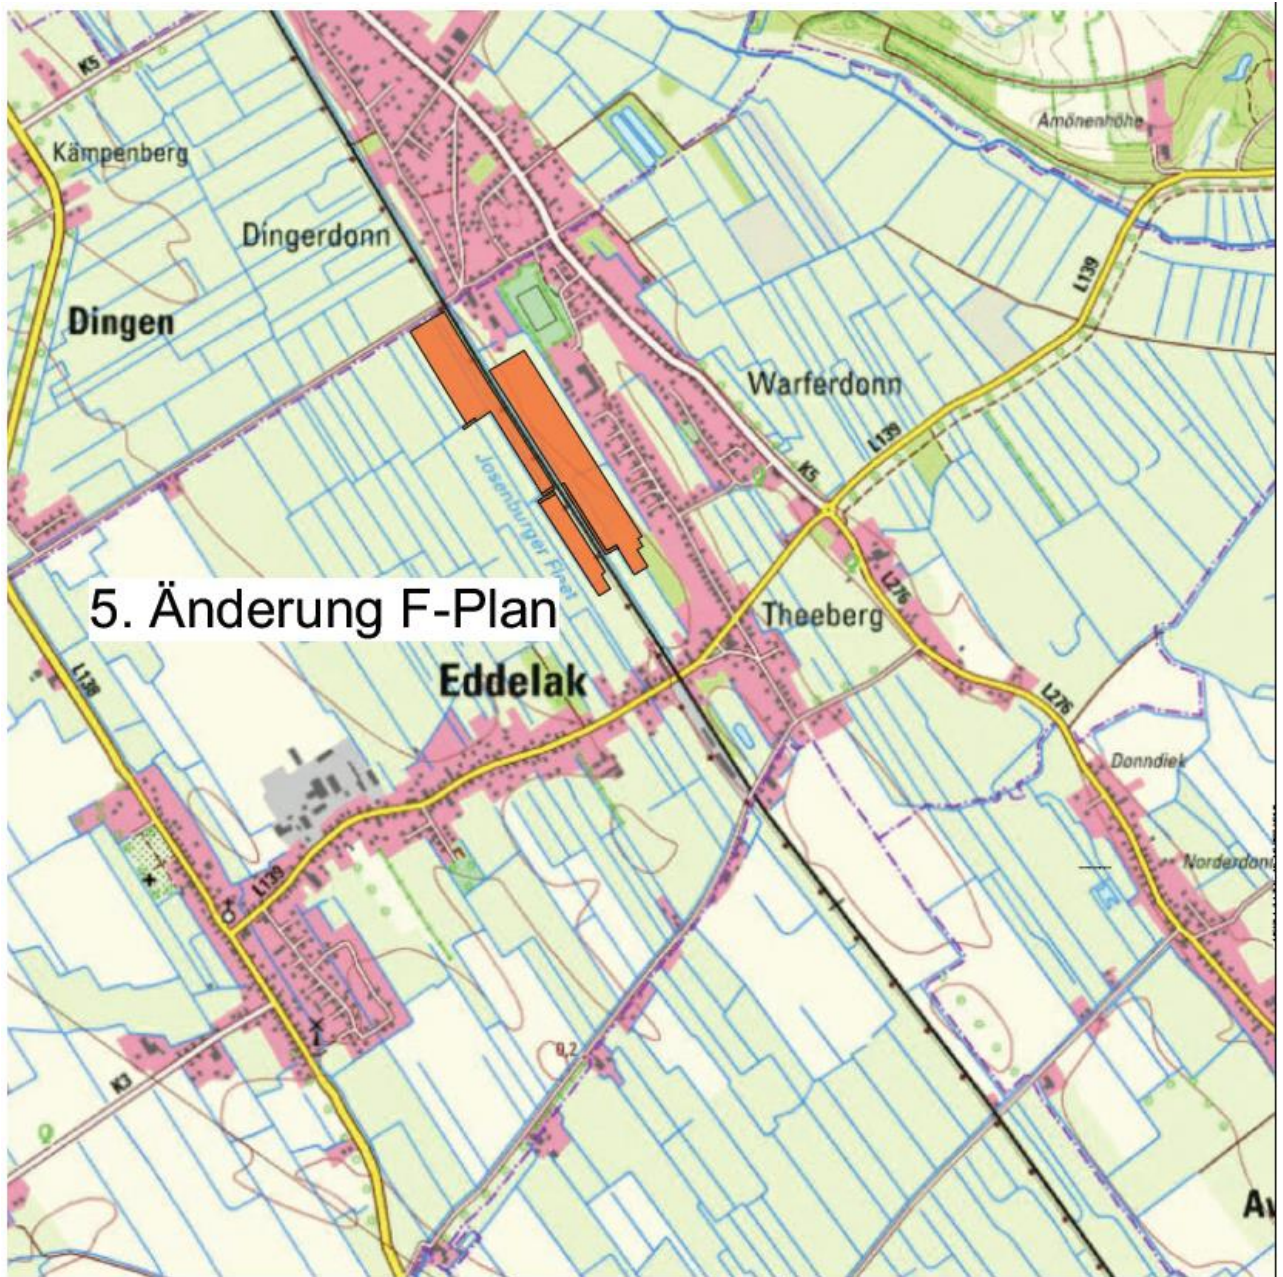 K5
Amönenhöhe
Kämpenberg
Dingerdonn
L139
Dingen
Warferdonn
L139
K5
Josenburger Fleet
5. Änderung F-Plan
L276
Theeberg
L138
Eddelak
L276
Donndiek
Norderdonn
L139
0,2
K3